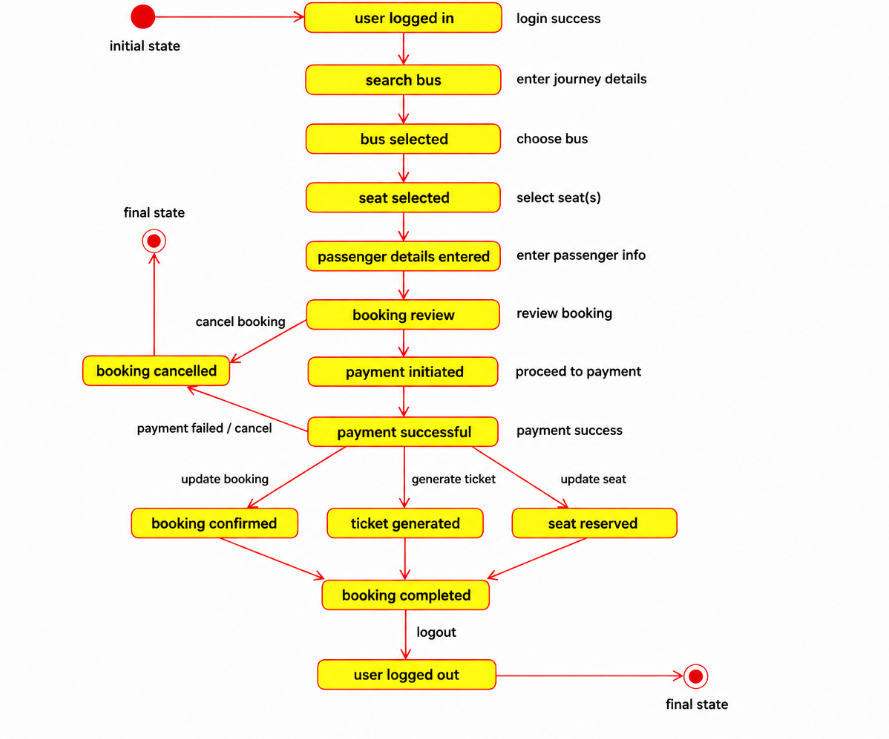 user logged in
login success
initial state
search bus
enter journey details
bus selected
choose bus
seat selected
select seat(s)
final state
passenger details entered
enter passenger info
booking review
review booking
cancel booking
booking cancelled
payment initiated
proceed to payment
payment failed / cancel
payment successful
payment success
update booking
generate ticket
update seat
booking confirmed
ticket generated
seat reserved
booking completed
logout
user logged out
final state